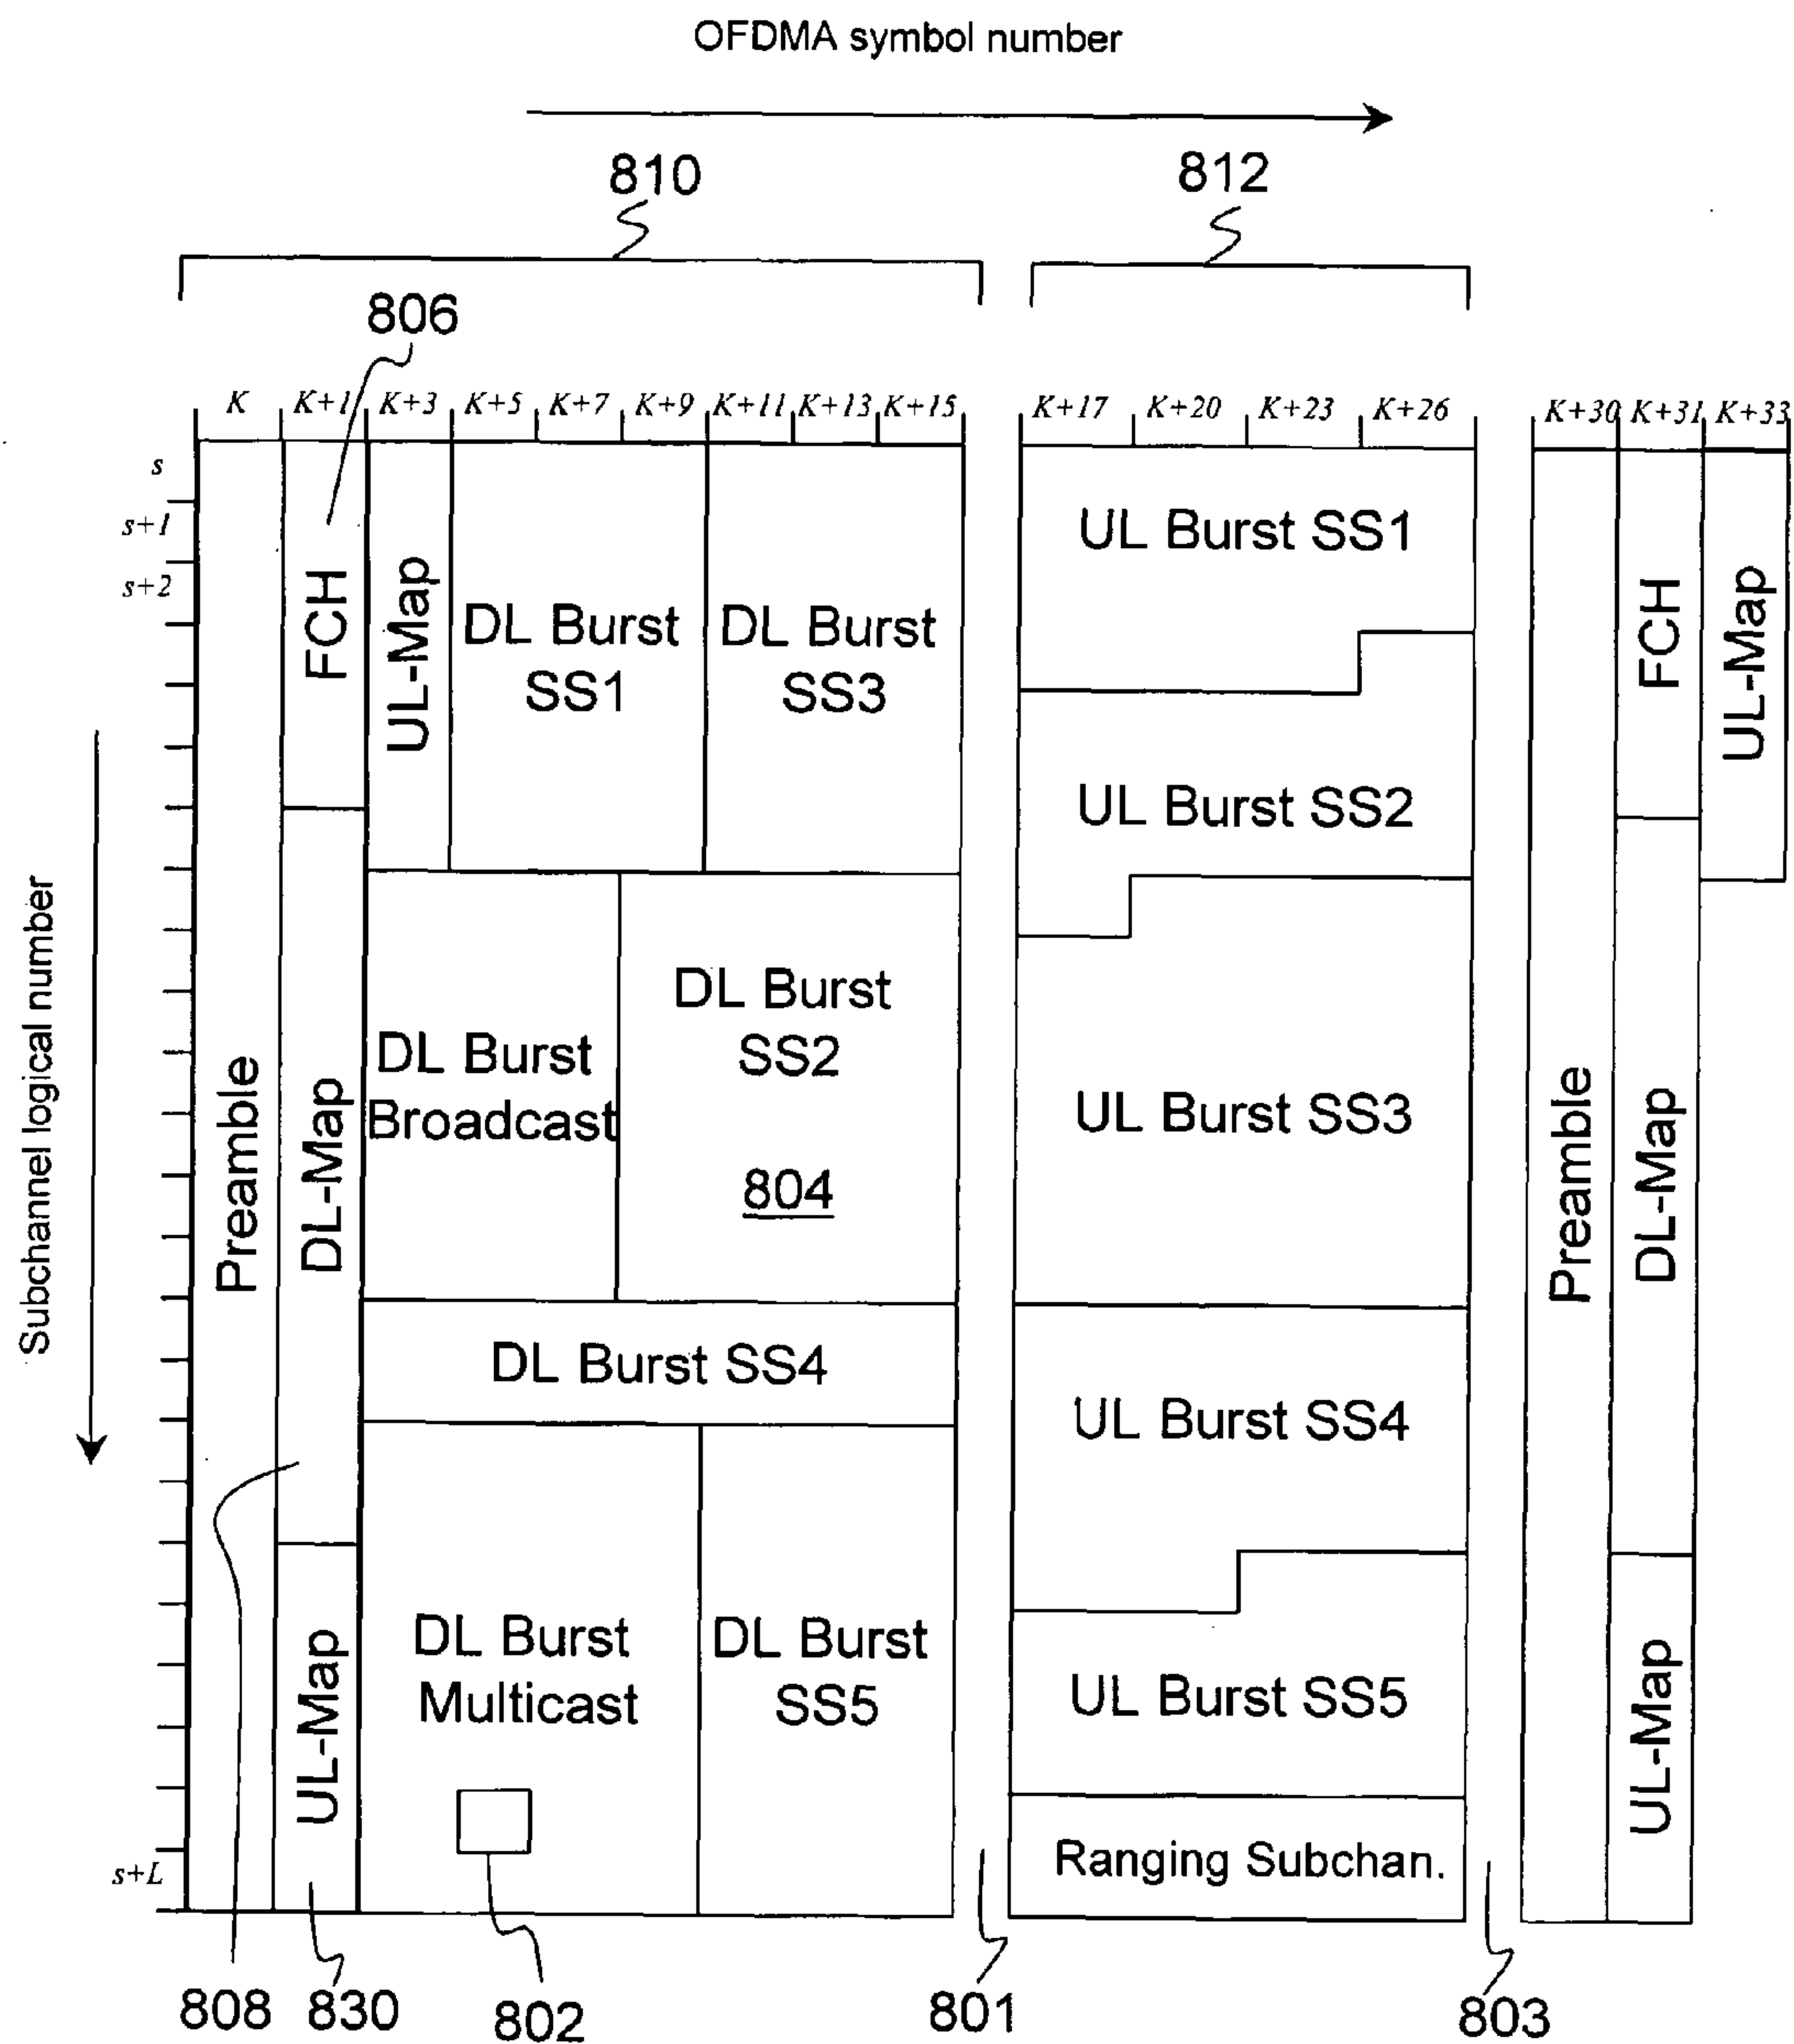 OFDMA symbol number
810
812
806
K K+1 K+3 K+5 K+7 K+9 K+11 K+13 K+15 K+17 K+20 K+23 K+26 K+30 K+31 K+33
s
s+1
s+2
s+L
Subchannel logical number
Preamble
FCH
DL-Map
UL-Map
UL-Map
DL Burst
SS1
DL Burst
SS3
DL Burst
Broadcast
DL Burst
SS2
804
DL Burst SS4
DL Burst
Multicast
DL Burst
SS5
UL Burst SS1
UL Burst SS2
UL Burst SS3
UL Burst SS4
UL Burst SS5
Ranging Subchan.
Preamble
FCH
DL-Map
UL-Map
UL-Map
808
830
802
801
803